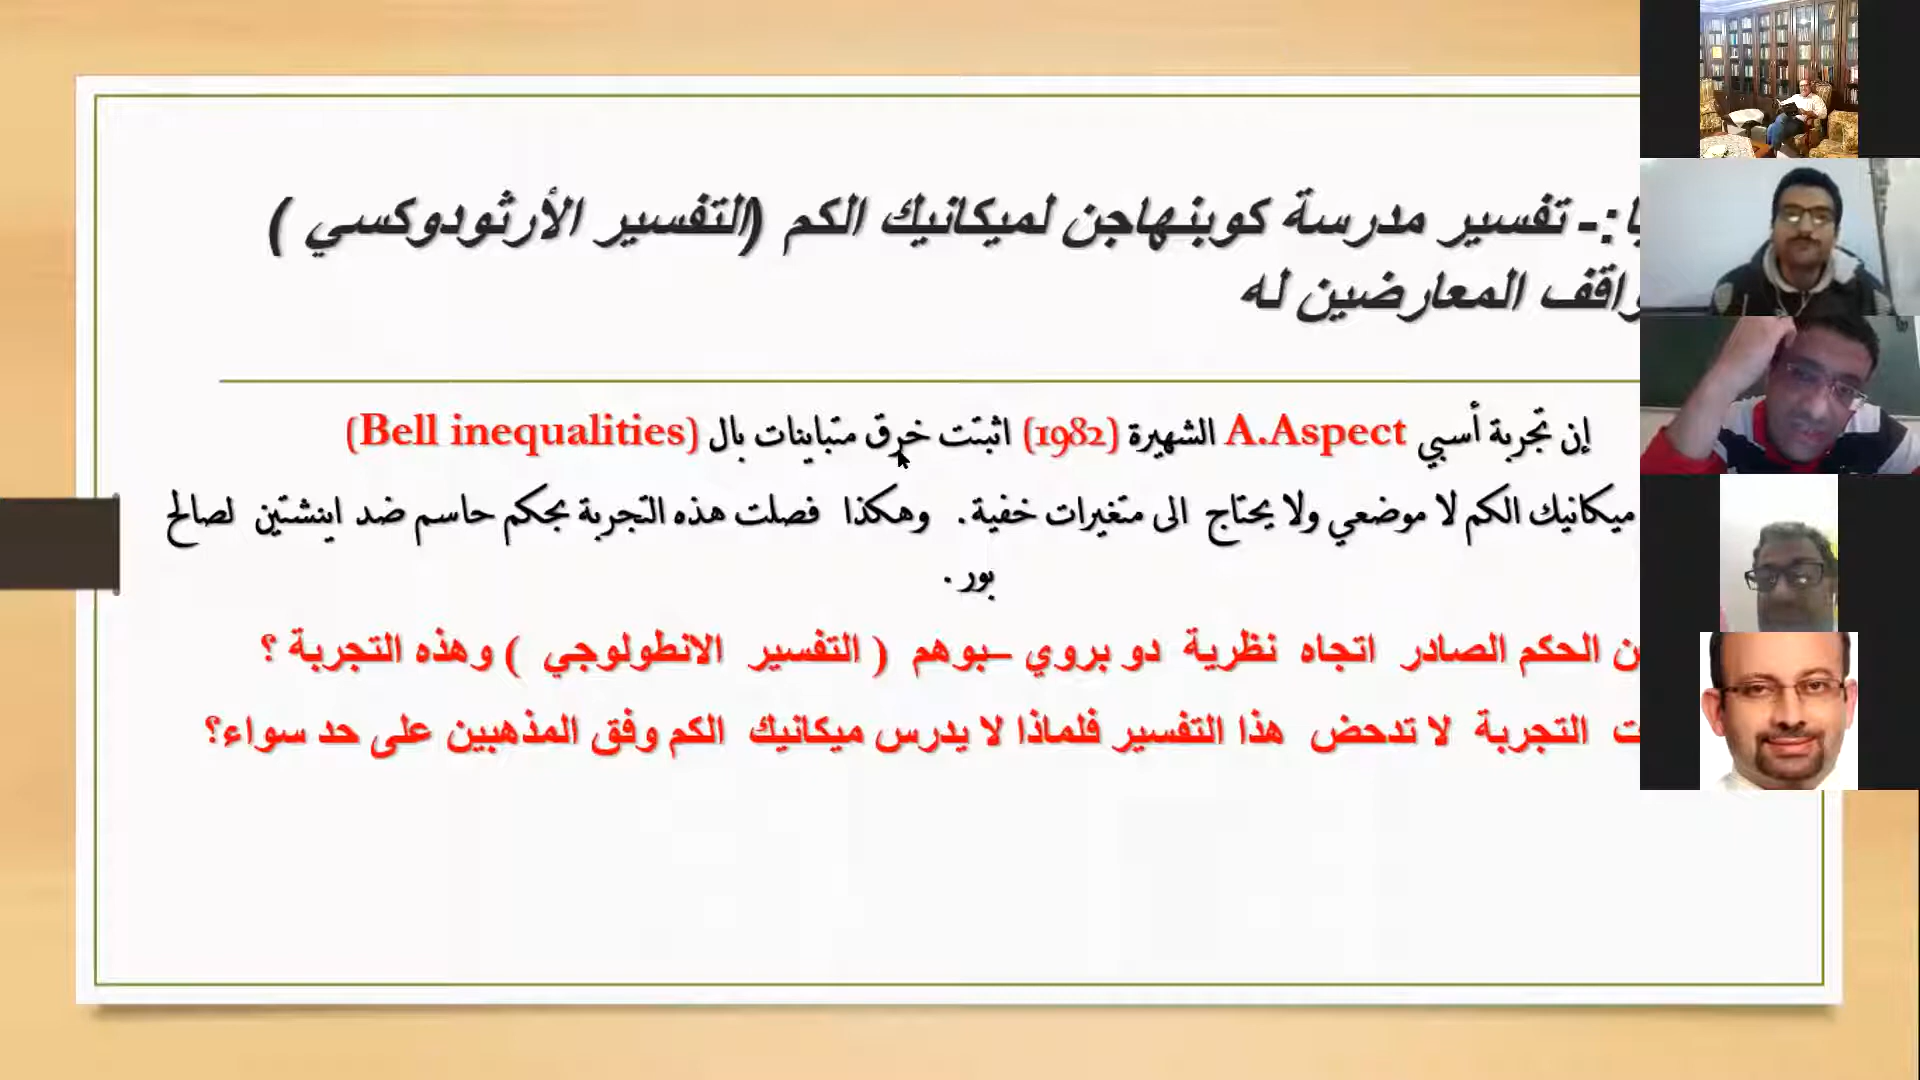 تفسير مدرسة كوبنهاجن لميكانيك الكم (التفسير الأرثودوكسي )
المعارضين له
إن تجربة أسبي A.Aspect الشهيرة (1982) اثبتت خرق متباينات بال (Bell inequalities)
ميكانيك الكم لا موضعي ولا يحتاج الى متغيرات خفية . وهكذا فصلت هذه التجربة بحكم حاسم ضد اينشتين لصالح
بور .
الحكم الصادر اتجاه نظرية دو بروي –بوهم ( التفسير الانطولوجي ) وهذه التجربة ؟
التجربة لا تدحض هذا التفسير فلماذا لا يدرس ميكانيك الكم وفق المذهبين على حد سواء؟